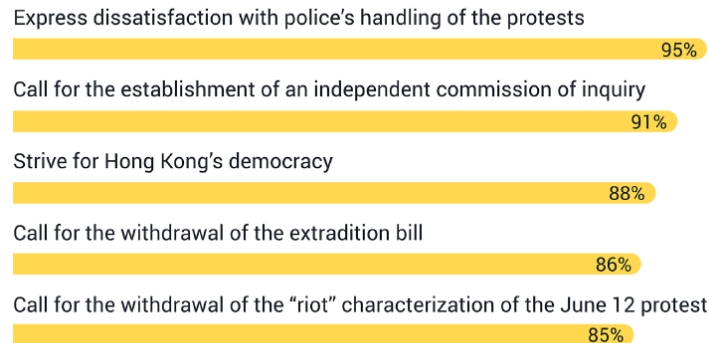 Express dissatisfaction with police’s handling of the protests
95%
Call for the establishment of an independent commission of inquiry
91%
Strive for Hong Kong’s democracy
88%
Call for the withdrawal of the extradition bill
86%
Call for the withdrawal of the “riot” characterization of the June 12 protest
85%